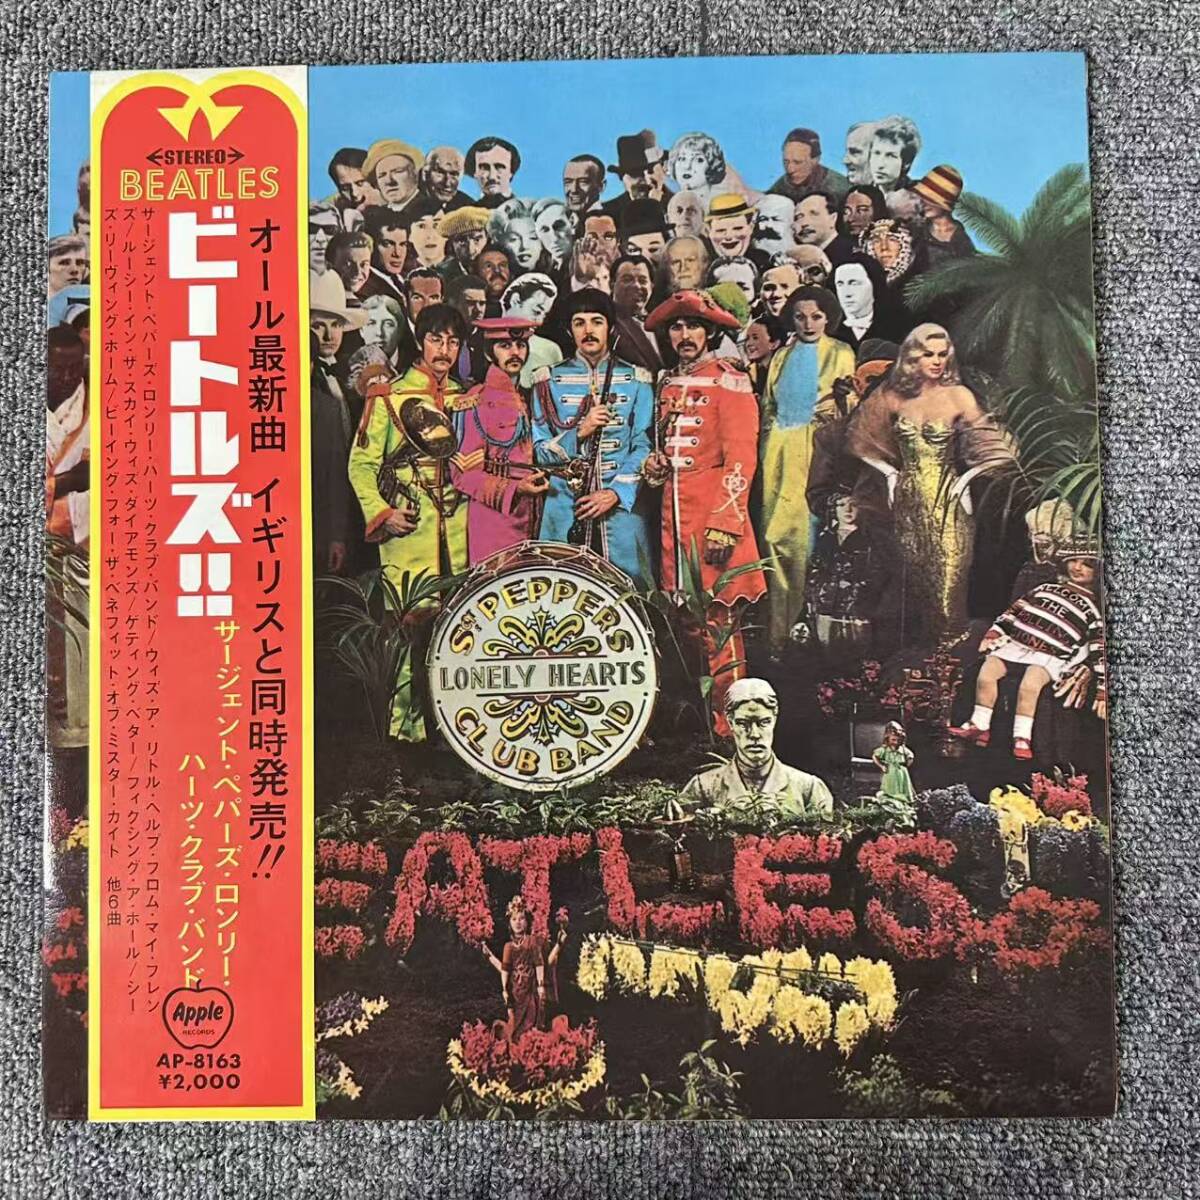 STEREO
BEATLES
ビートルズ!!
オール最新曲 イギリスと同時発売!!
サージェント・ペパーズ・ロンリー・
ハーツ・クラブ・バンド
サージェント・ペパーズ・ロンリー・ハーツ・クラブ・バンド/ウィズ・ア・リトル・ヘルプ・フロム・マイ・フレン
ズ/ルーシー・イン・ザ・スカイ・ウィズ・ダイアモンズ/ゲティング・ベター/フィクシング・ア・ホール/シー
ズ・リーヴィング・ホーム/ビーイング・フォー・ザ・ベネフィット・オブ・ミスター・カイト 他6曲
Apple
RECORDS
AP-8163
¥2,000
SGT PEPPERS
LONELY HEARTS
CLUB BAND
WELCOME
THE
EATLES